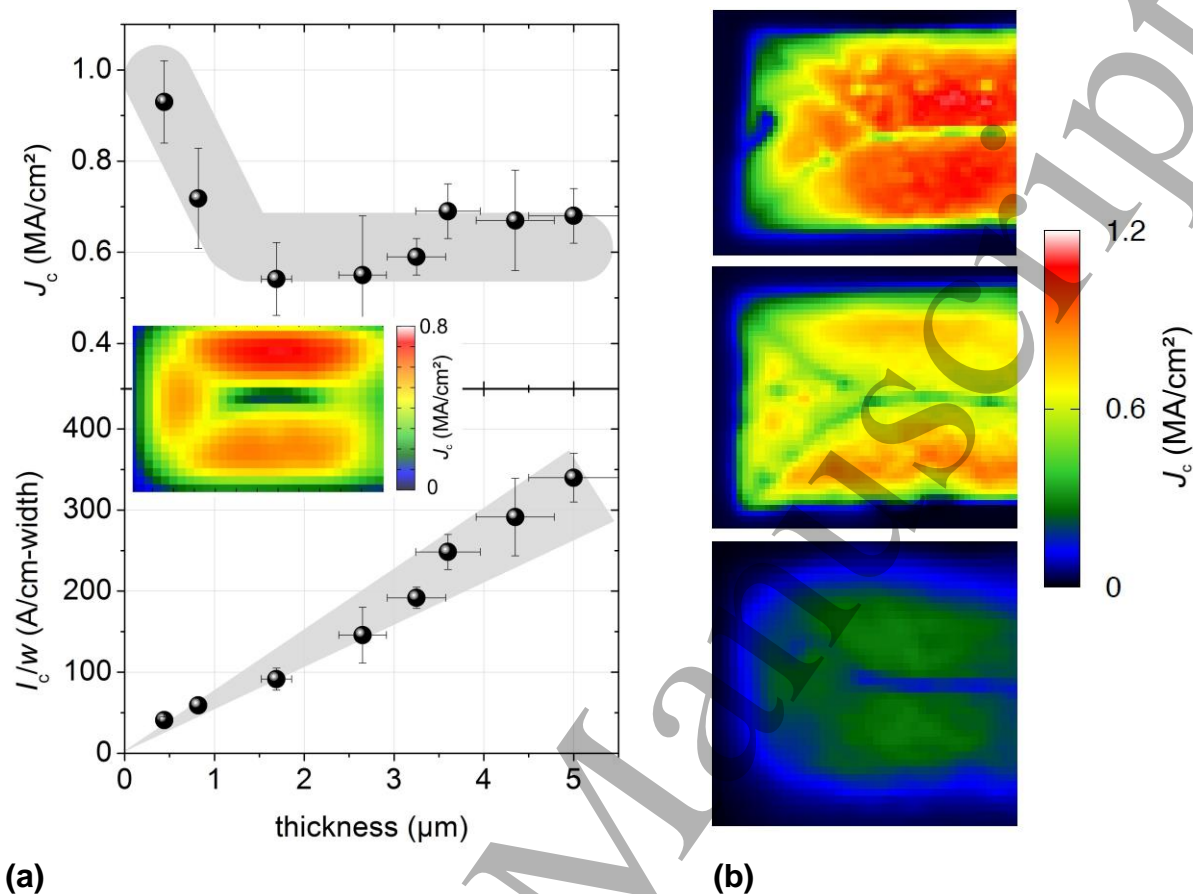 1.0
0.8
0.6
0.4
J_c (MA/cm²)
0.8
0
J_c (MA/cm²)
400
300
200
100
0
I_c/w (A/cm-width)
0 1 2 3 4 5
thickness (µm)
(a)
1.2
0.6
0
J_c (MA/cm²)
(b)
Manuscript